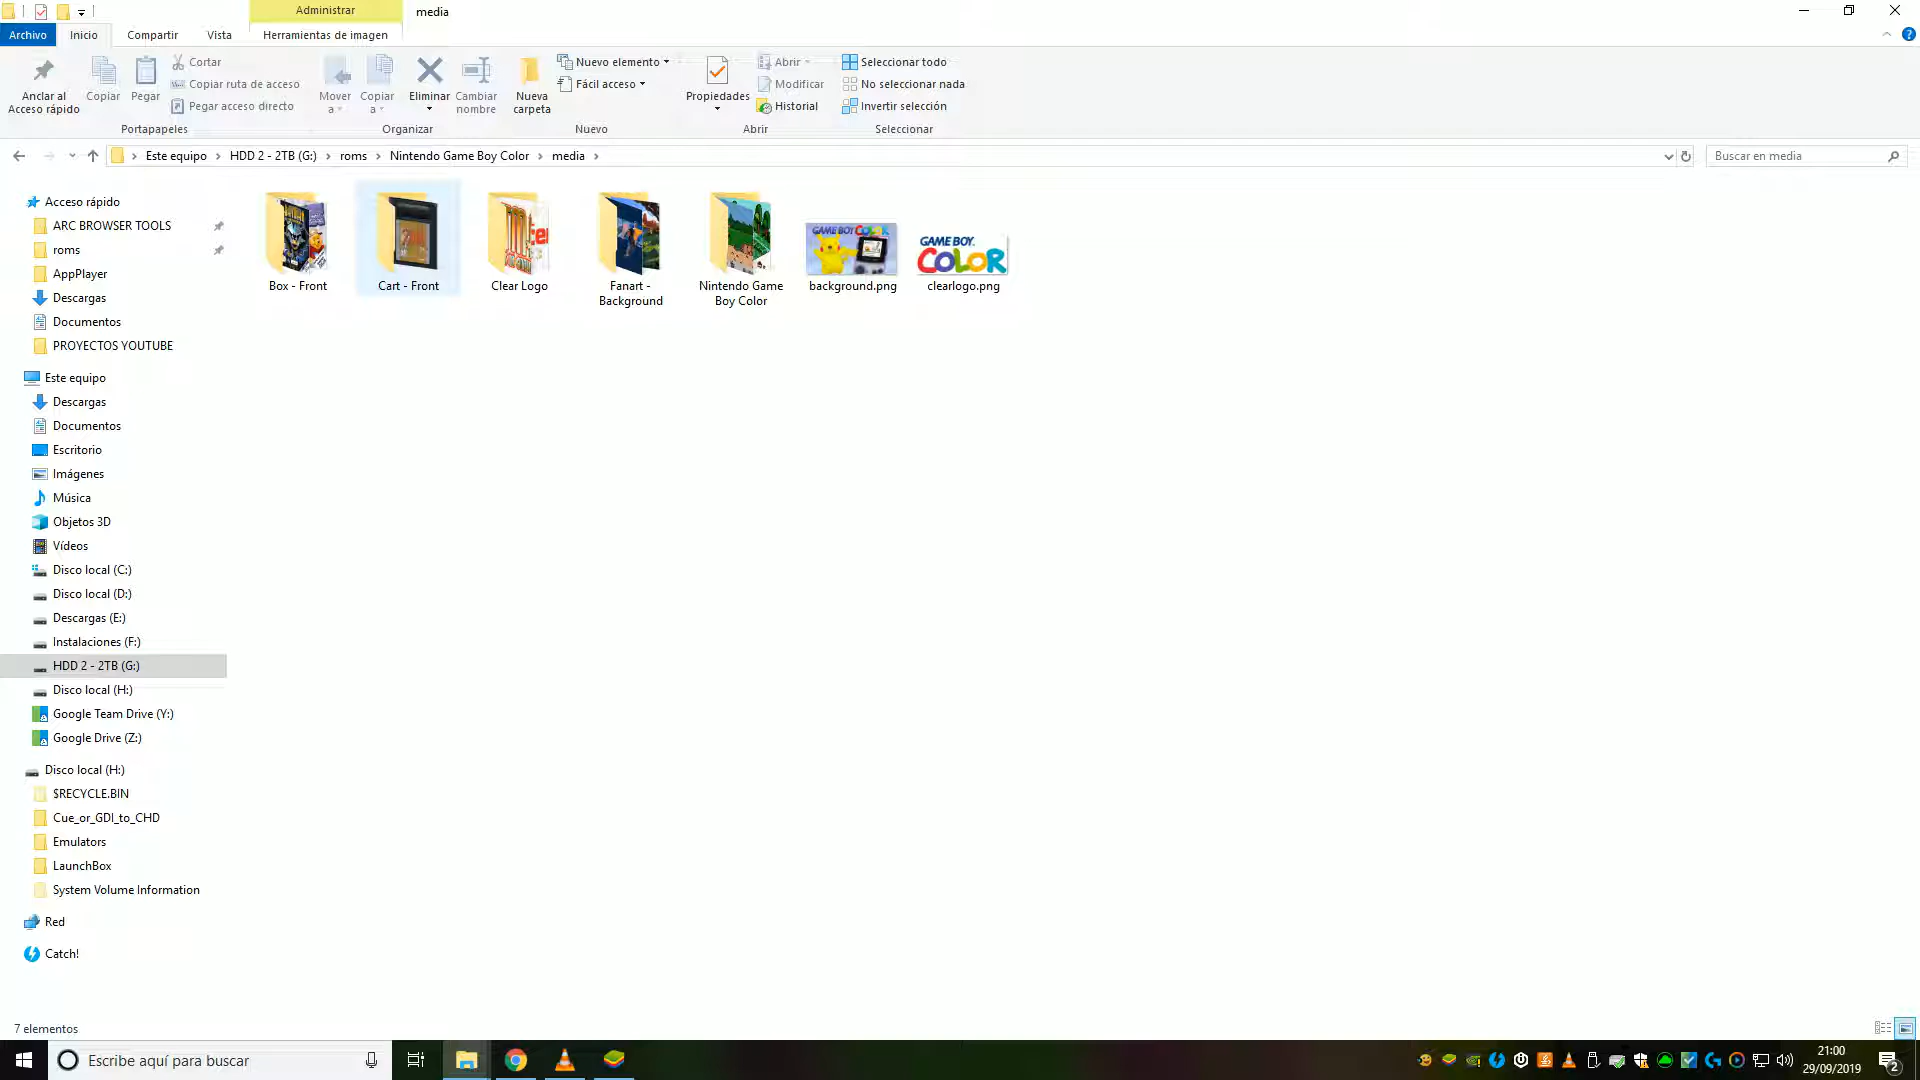 Administrar
media
Archivo
Inicio
Compartir
Vista
Herramientas de imagen
Anclar al
Acceso rápido
Copiar
Pegar
Cortar
Copiar ruta de acceso
Pegar acceso directo
Portapapeles
Mover
a
Copiar
a
Eliminar
Cambiar
nombre
Organizar
Nueva
carpeta
Nuevo elemento
Fácil acceso
Nuevo
Propiedades
Abrir
Modificar
Historial
Abrir
Seleccionar todo
No seleccionar nada
Invertir selección
Seleccionar
Este equipo
HDD 2 - 2TB (G:)
roms
Nintendo Game Boy Color
media
Buscar en media
Acceso rápido
ARC BROWSER TOOLS
roms
AppPlayer
Descargas
Documentos
PROYECTOS YOUTUBE
Este equipo
Descargas
Documentos
Escritorio
Imágenes
Música
Objetos 3D
Vídeos
Disco local (C:)
Disco local (D:)
Descargas (E:)
Instalaciones (F:)
HDD 2 - 2TB (G:)
Disco local (H:)
Google Team Drive (Y:)
Google Drive (Z:)
Disco local (H:)
$RECYCLE.BIN
Cue_or_GDI_to_CHD
Emulators
LaunchBox
System Volume Information
Red
Catch!
Box - Front
Cart - Front
Clear Logo
Fanart -
Background
Nintendo Game
Boy Color
GAME BOY COLOR
background.png
GAME BOY
COLOR
clearlogo.png
7 elementos
Escribe aquí para buscar
21:00
29/09/2019
2